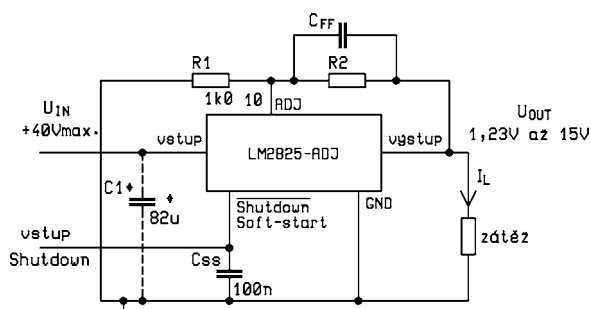 CFF
R1
R2
1k0
10
ADJ
UIN
+40Vmax.
vstup
LM2825-ADJ
výstup
UOUT
1,23V až 15V
C1*
*
82u
Shutdown
Soft-start
GND
IL
zátěž
vstup
Shutdown
Css
100n